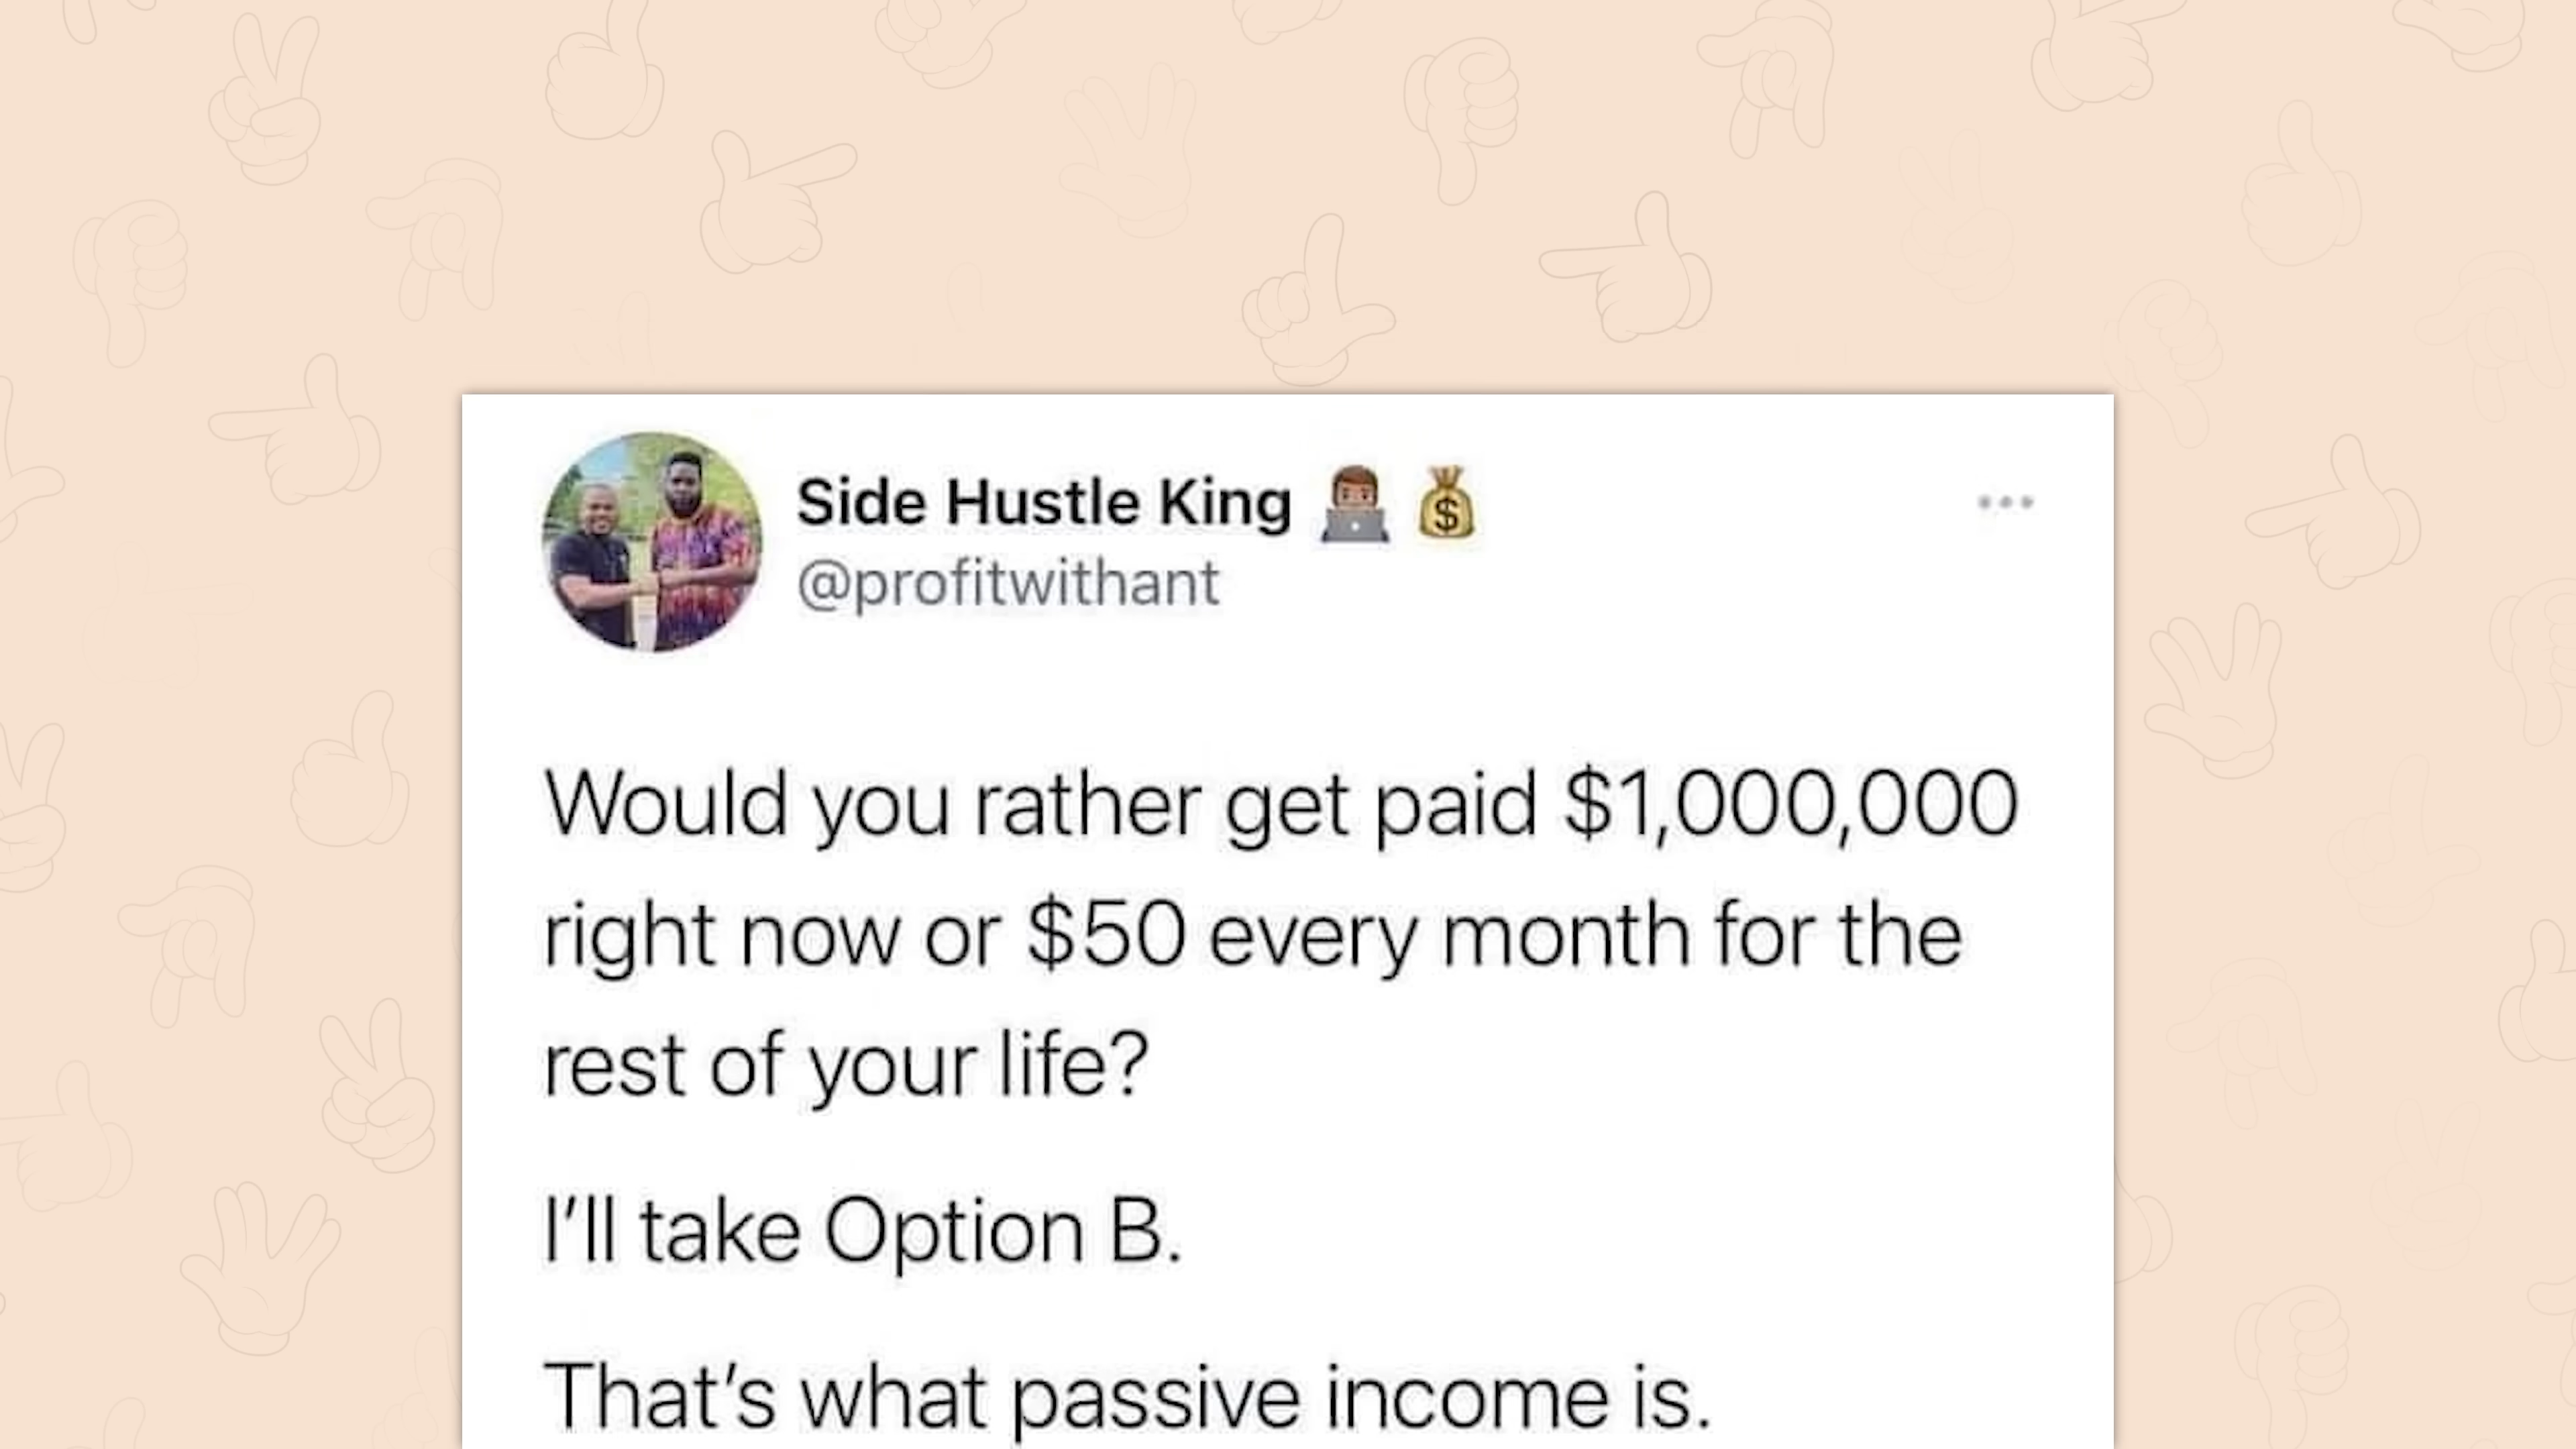 Side Hustle King 👨🏽‍💻 💰
@profitwithant
Would you rather get paid $1,000,000
right now or $50 every month for the
rest of your life?
I’ll take Option B.
That’s what passive income is.